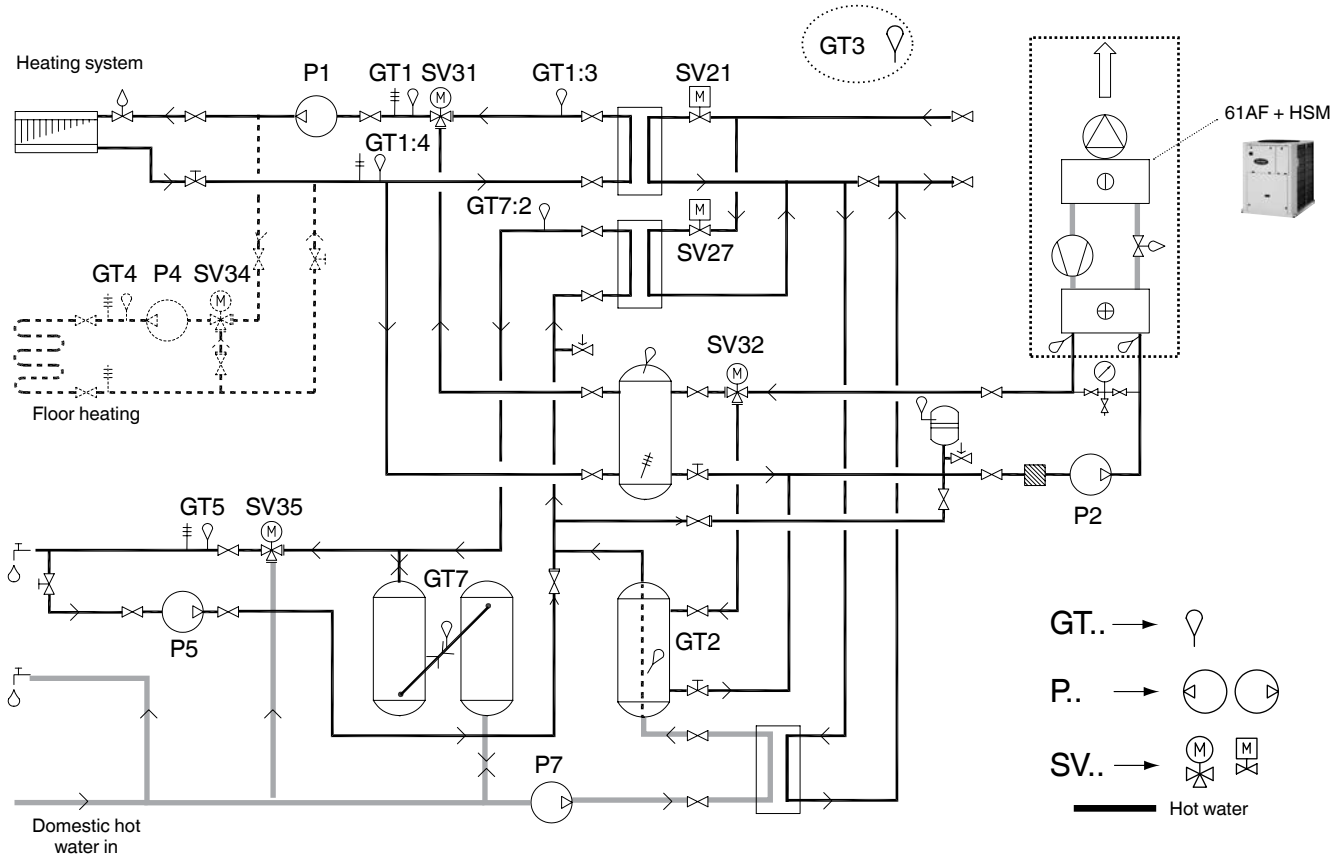 GT3
Heating system
P1
GT1
SV31
GT1:3
SV21
61AF + HSM
M
M
GT1:4
GT7:2
M
SV27
GT4
P4
SV34
M
SV32
M
Floor heating
GT5
SV35
M
P2
GT7
GT2
P5
GT..
P..
P7
SV..
M
M
Hot water
Domestic hot
water in